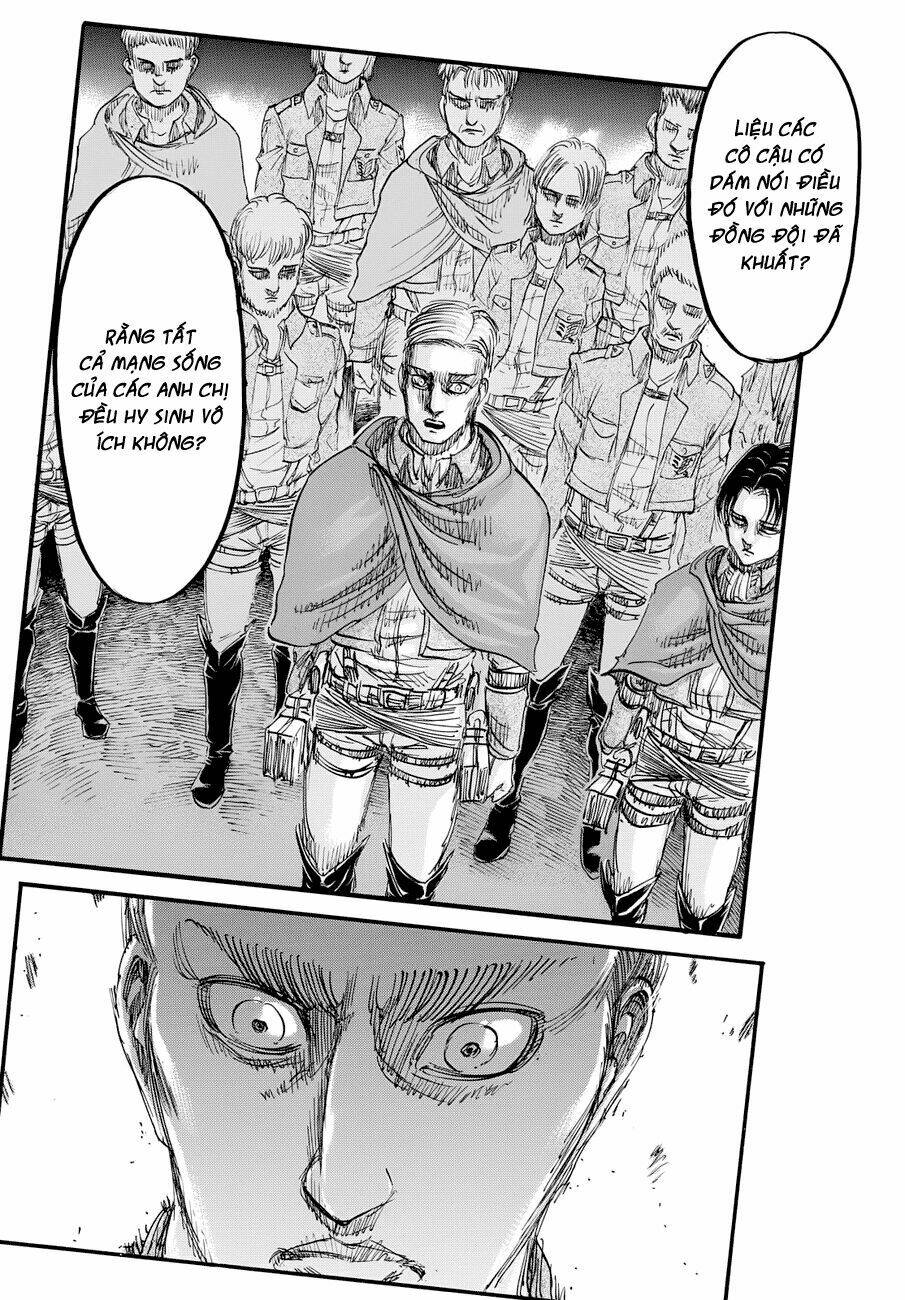 LIỆU CÁC
CÔ CẬU CÓ
DÁM NÓI ĐIỀU
ĐÓ VỚI NHỮNG
ĐỒNG ĐỘI ĐÃ
KHUẤT?
RẰNG TẤT
CẢ MẠNG SỐNG
CỦA CÁC ANH CHỊ
ĐỀU HY SINH VÔ
ÍCH KHÔNG?